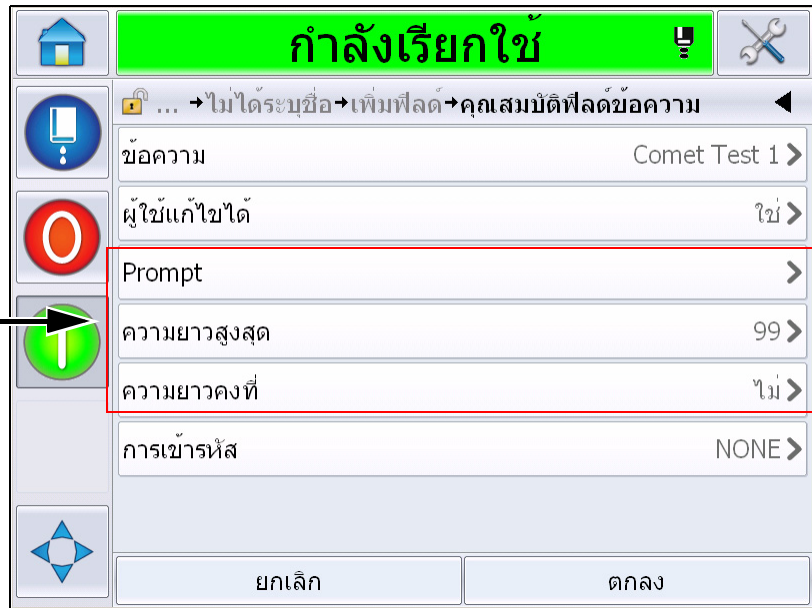 กำลังเรียกใช้
... →ไม่ได้ระบุชื่อ→เพิ่มฟิลด์→คุณสมบัติฟิลด์ข้อความ
ข้อความ Comet Test 1
ผู้ใช้แก้ไขได้ ใช่
Prompt
ความยาวสูงสุด 99
ความยาวคงที่ ไม่
การเข้ารหัส NONE
ยกเลิก ตกลง